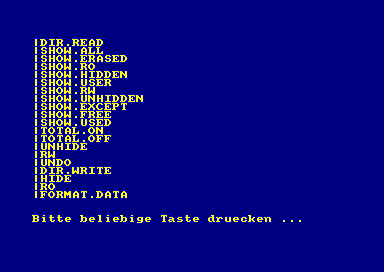 |DIR.READ
|SHOW.ALL
|SHOW.ERASED
|SHOW.RO
|SHOW.HIDDEN
|SHOW.USER
|SHOW.RW
|SHOW.UNHIDDEN
|SHOW.EXCEPT
|SHOW.FREE
|SHOW.USED
|TOTAL.ON
|TOTAL.OFF
|UNHIDE
|RW
|UNDO
|DIR.WRITE
|HIDE
|RO
|FORMAT.DATA
Bitte beliebige Taste druecken ...